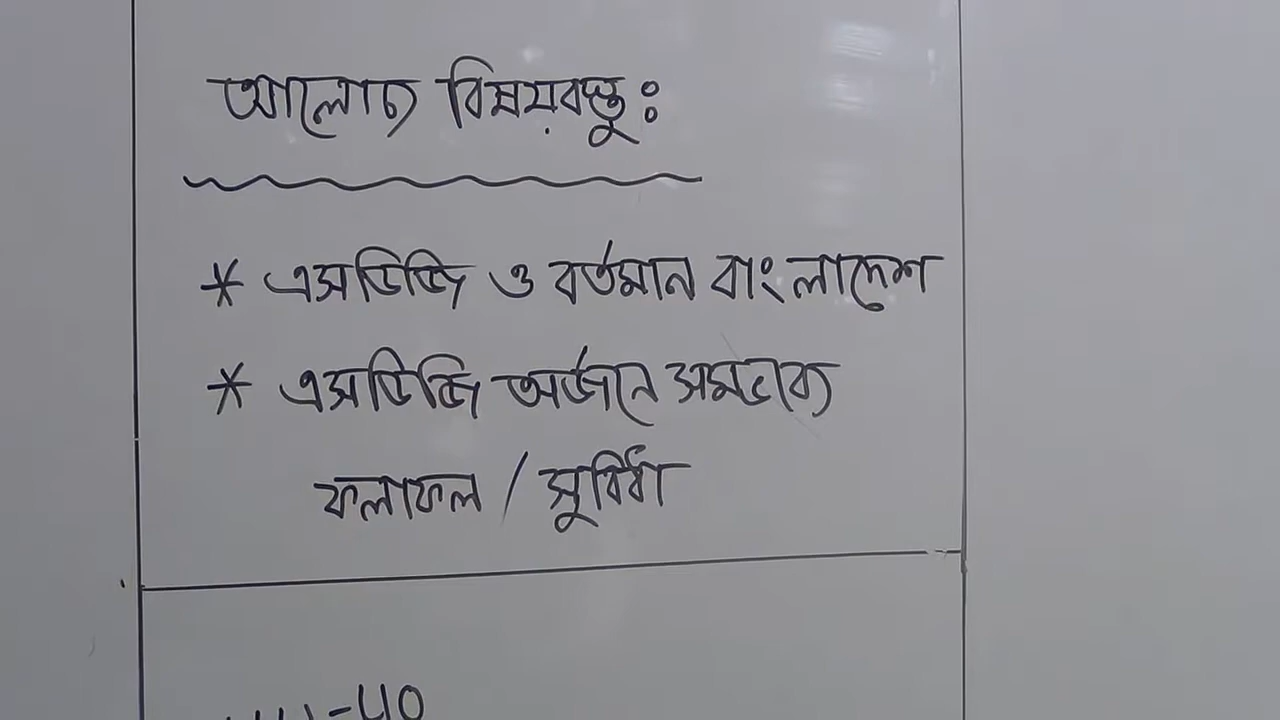 আলোচ্য বিষয়বস্তু:
* এসডিজি ও বর্তমান বাংলাদেশ
* এসডিজি অর্জনে সম্ভাব্য
ফলাফল / সুবিধা